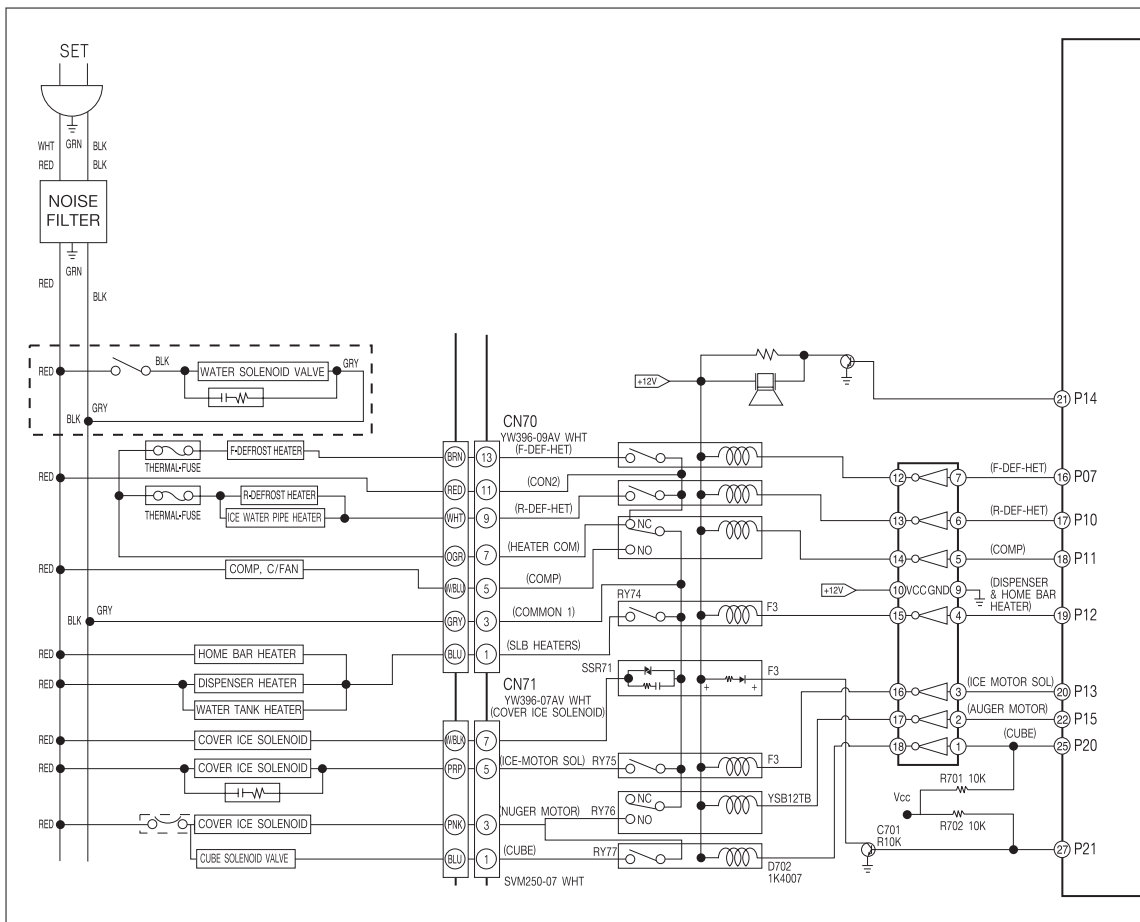 SET
WHT GRN BLK
RED BLK
NOISE
FILTER
GRN
RED
BLK
RED BLK WATER SOLENOID VALVE GRY
GRY
BLK
+12V
21 P14
CN70
YW396-09AV WHT
(F-DEF-HET)
F-DEFROST HEATER BRN 13
THERMAL•FUSE
RED RED 11 (CON2)
12 7 (F-DEF-HET) 16 P07
R-DEFROST HEATER
THERMAL•FUSE ICE WATER PIPE HEATER WHT 9 (R-DEF-HET)
13 6 (R-DEF-HET) 17 P10
NC
OGR 7 (HEATER COM) NO
14 5 (COMP) 18 P11
RED COMP, C/FAN W/BLU 5 (COMP)
+12V 10 VCC GND 9 (DISPENSER
& HOME BAR
HEATER)
GRY
BLK GRY 3 (COMMON 1) RY74 F3
15 4 19 P12
RED HOME BAR HEATER BLU 1 (SLB HEATERS)
RED DISPENSER HEATER
WATER TANK HEATER
CN71
YW396-07AV WHT
(COVER ICE SOLENOID)
SSR71 + + F3
16 3 (ICE MOTOR SOL) 20 P13
17 2 (AUGER MOTOR) 22 P15
RED COVER ICE SOLENOID W/BLK 7
18 1 (CUBE) 25 P20
RED COVER ICE SOLENOID PRP 5 (ICE-MOTOR SOL) RY75 F3
R701 10K
YSB12TB
NC
RY76 NO
Vcc
R702 10K
RED COVER ICE SOLENOID PNK 3 (NUGER MOTOR)
C701
R10K
27 P21
CUBE SOLENOID VALVE BLU 1 (CUBE) RY77
D702
1K4007
SVM250-07 WHT